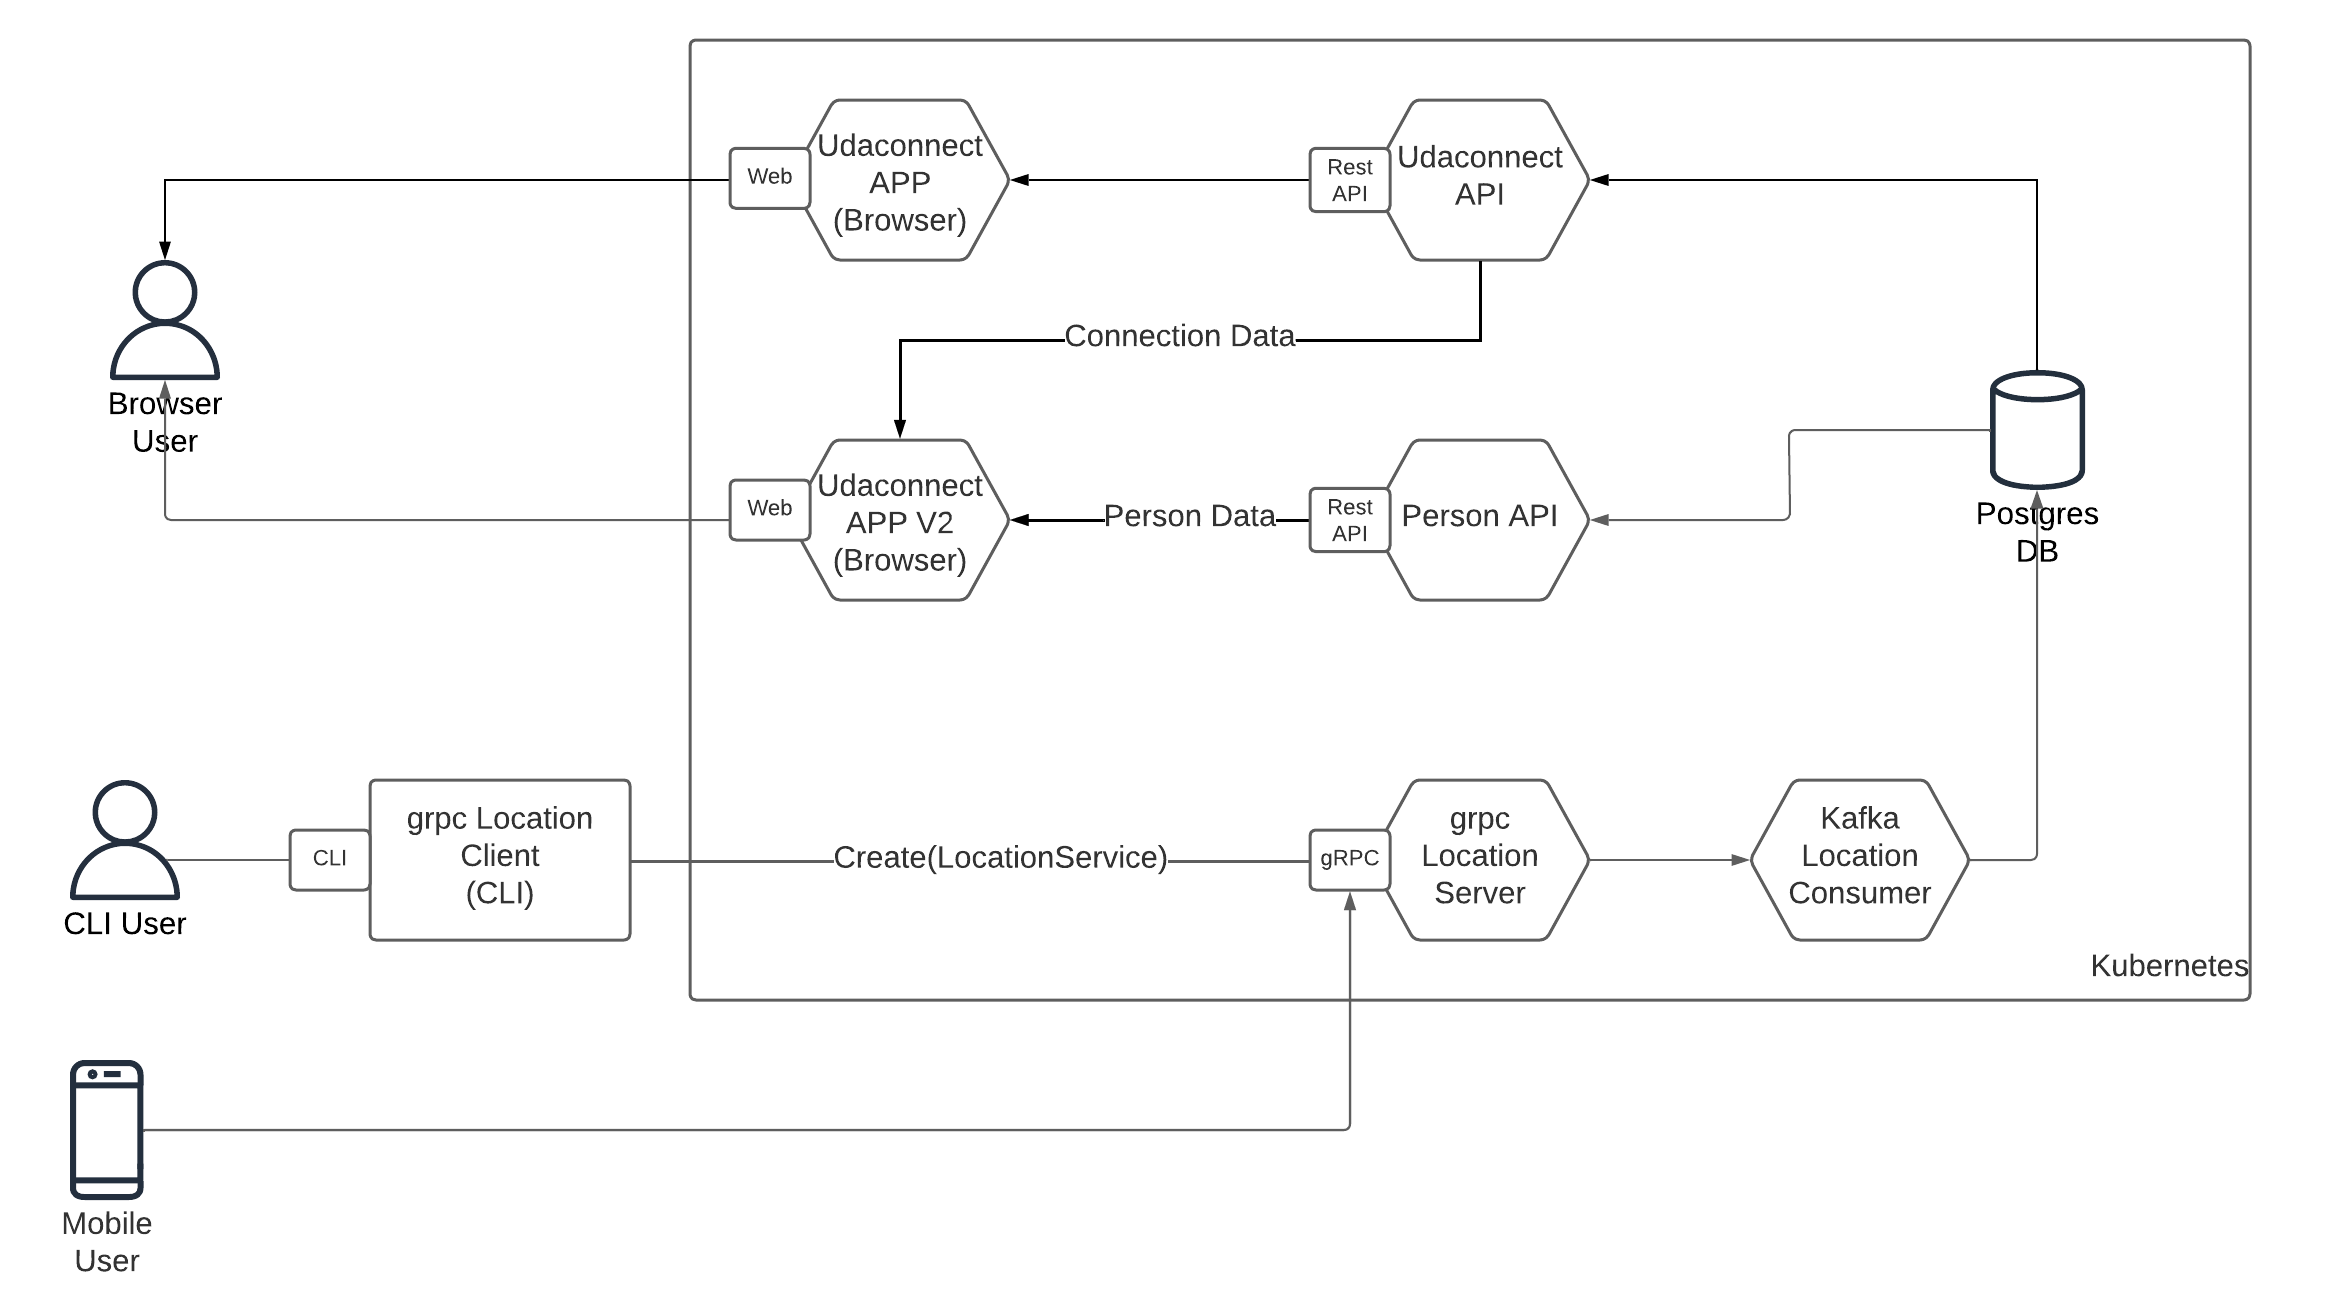 Udaconnect
APP
(Browser)
Web
Rest
API
Udaconnect
API
Connection Data
Browser
User
Udaconnect
APP V2
(Browser)
Web
Person Data
Rest
API
Person API
Postgres
DB
CLI User
CLI
grpc Location
Client
(CLI)
Create(LocationService)
gRPC
grpc
Location
Server
Kafka
Location
Consumer
Kubernetes
Mobile
User